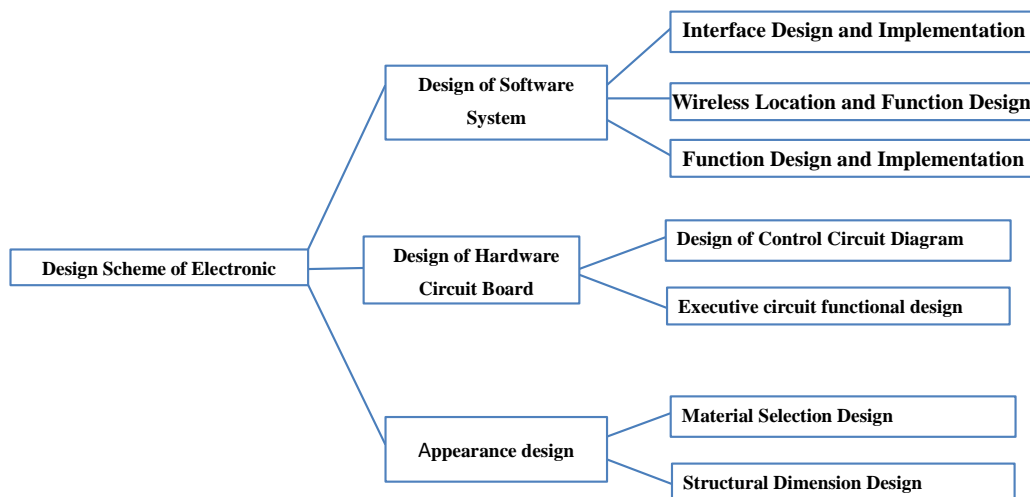 Interface Design and Implementation
Design of Software
System
Wireless Location and Function Design
Function Design and Implementation
Design Scheme of Electronic
Design of Hardware
Circuit Board
Design of Control Circuit Diagram
Executive circuit functional design
Appearance design
Material Selection Design
Structural Dimension Design